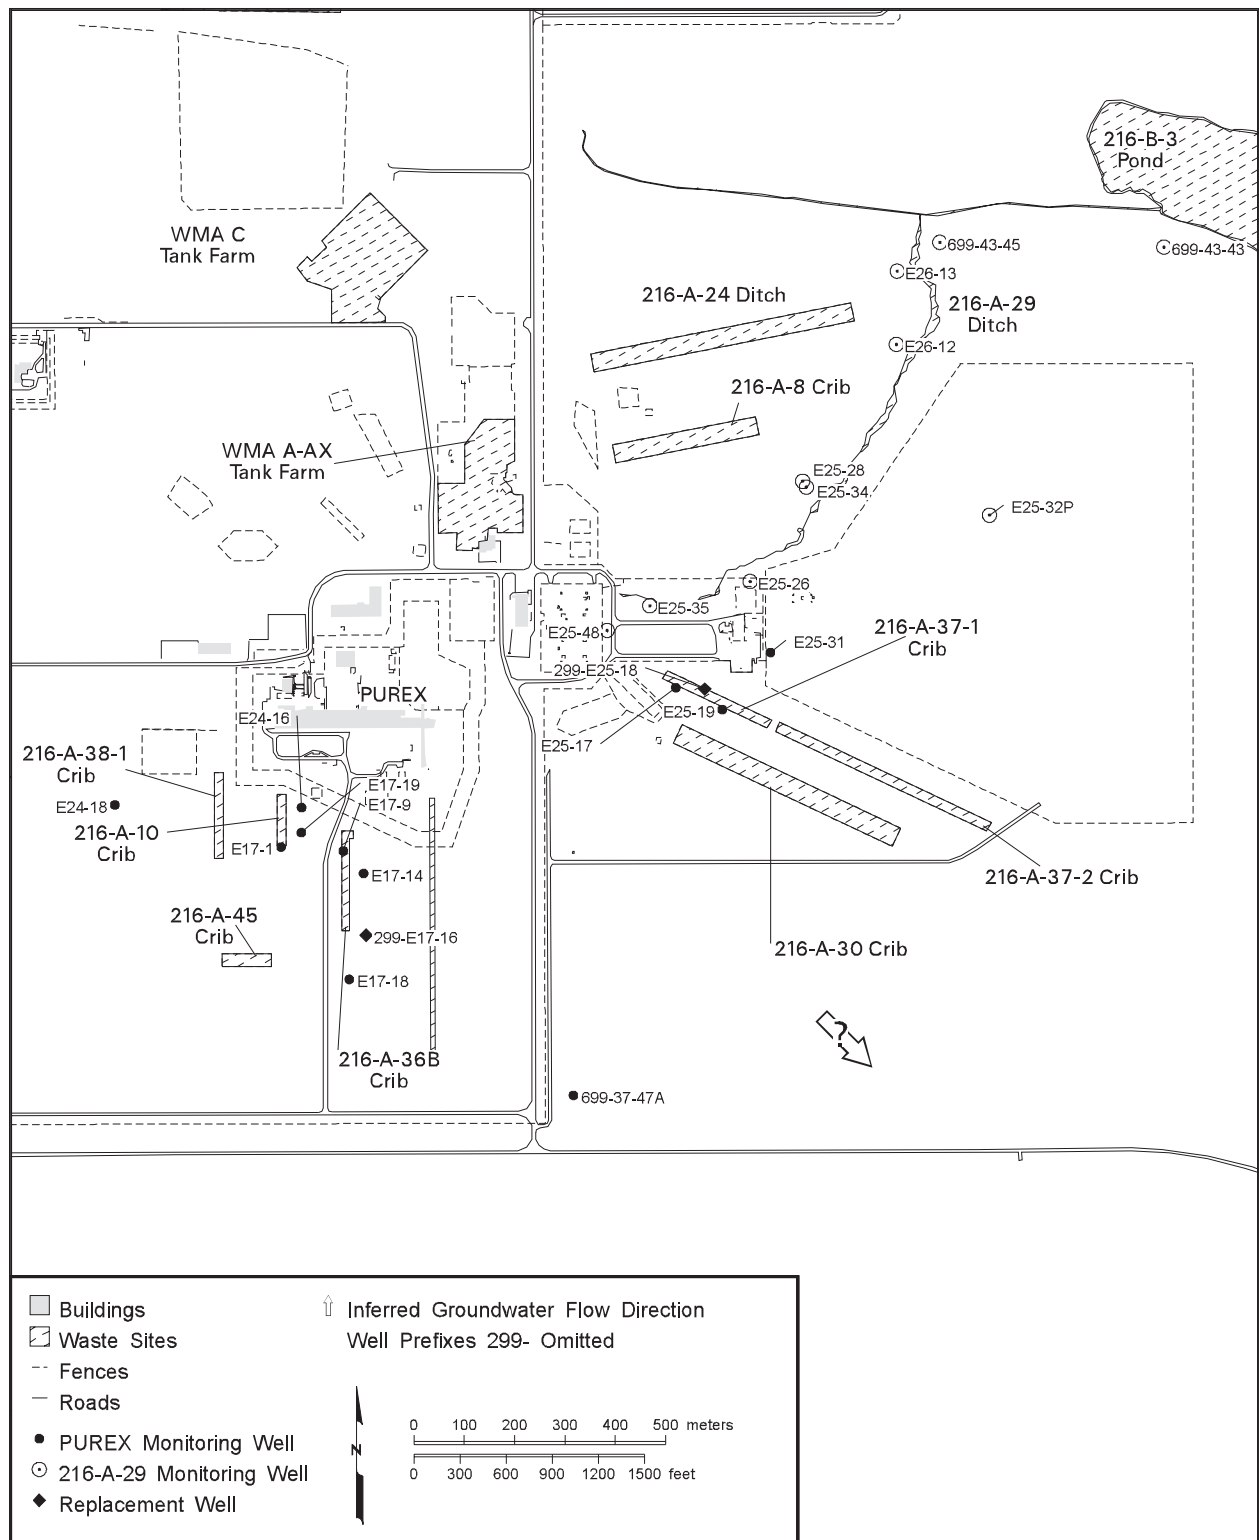 216-B-3
Pond
WMA C
Tank Farm
699-43-45
699-43-43
E26-13
216-A-24 Ditch
216-A-29
Ditch
E26-12
216-A-8 Crib
WMA A-AX
Tank Farm
E25-28
E25-34
E25-32P
E25-26
E25-35
E25-48
216-A-37-1
Crib
E25-31
299-E25-18
PUREX
E25-19
E24-16
E25-17
216-A-38-1
Crib
E17-19
E17-9
E24-18
216-A-10
Crib
E17-1
E17-14
216-A-37-2 Crib
216-A-45
Crib
299-E17-16
216-A-30 Crib
E17-18
?
216-A-36B
Crib
699-37-47A
Buildings
Waste Sites
Fences
Roads
PUREX Monitoring Well
216-A-29 Monitoring Well
Replacement Well
Inferred Groundwater Flow Direction
Well Prefixes 299- Omitted
N
0 100 200 300 400 500 meters
0 300 600 900 1200 1500 feet